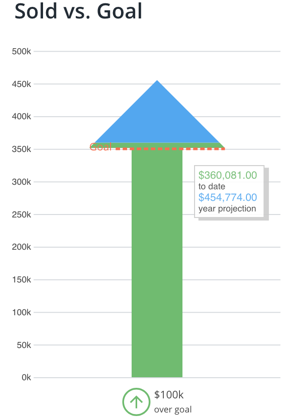 Sold vs. Goal
500k
450k
400k
350k
Goal
300k
$360,081.00
to date
$454,774.00
year projection
250k
200k
150k
100k
50k
0k
$100k
over goal